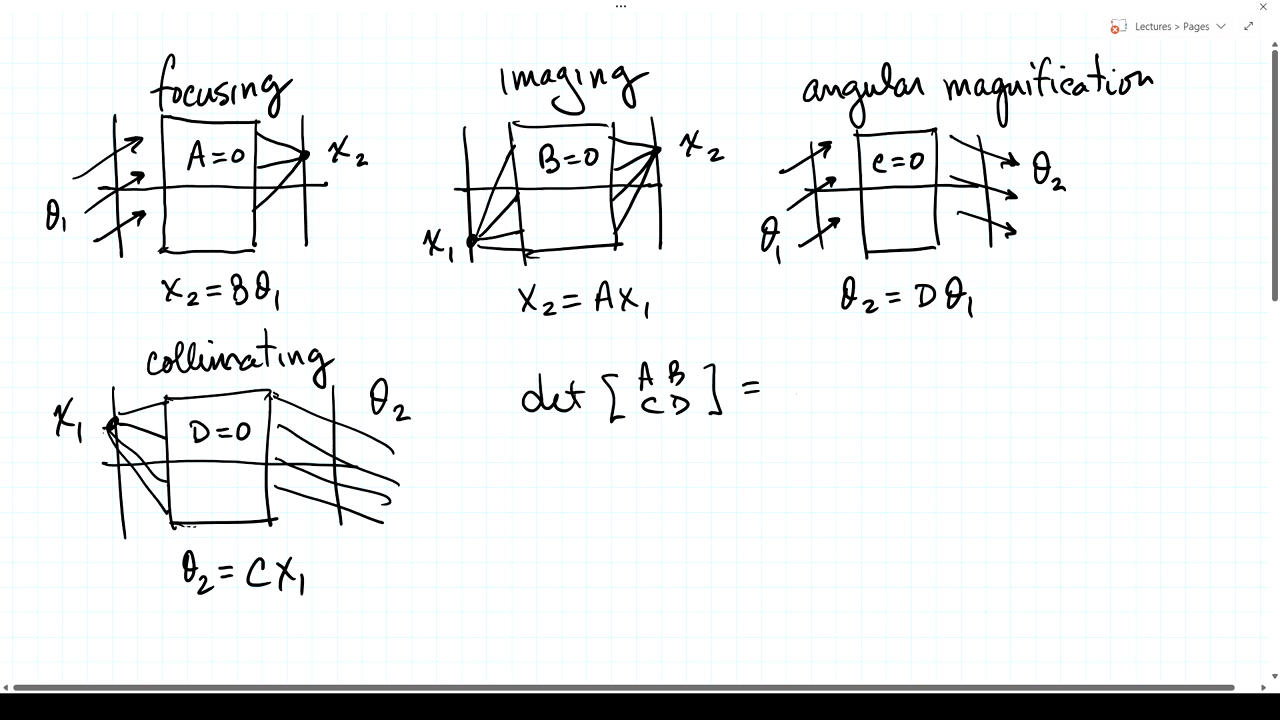 Lectures > Pages
focusing
imaging
angular magnification
θ₁
A=0
x₂
x₁
B=0
x₂
θ₁
C=0
θ₂
x₂ = Bθ₁
x₂ = Ax₁
θ₂ = Dθ₁
collimating
x₁
D=0
θ₂
det [A B
C D] =
θ₂ = Cx₁